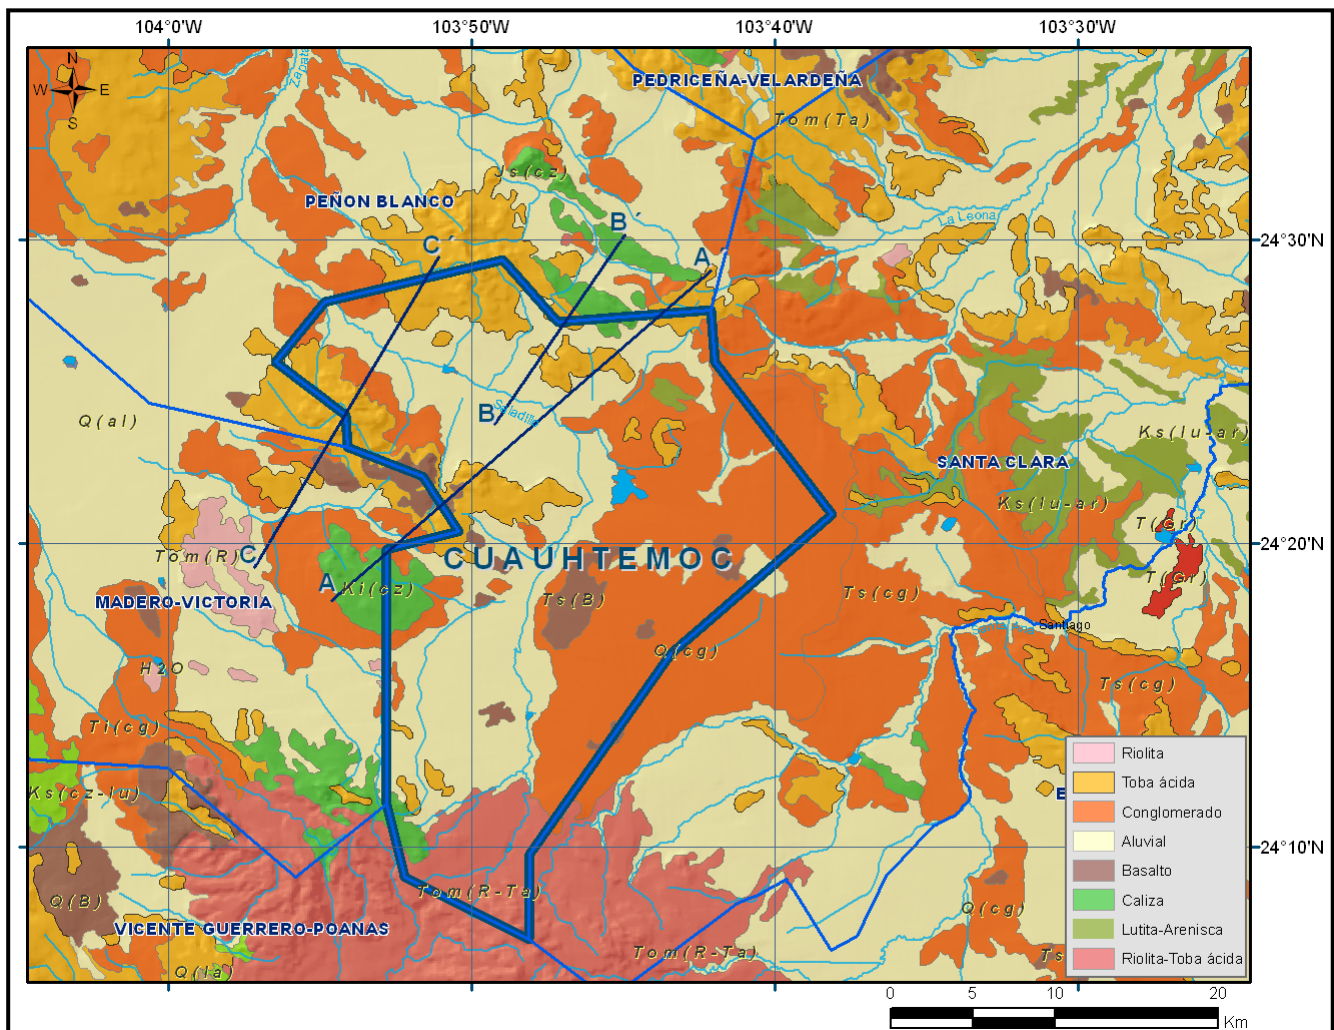 104°0'W 103°50'W 103°40'W 103°30'W
N
W E
S
Zapata
PEDRICEÑA-VELARDEÑA
Tom(Ta)
Js(cz)
PEÑON BLANCO
La Leona
B´
C´
A´
24°30'
Q(al)
B
Saladillo
Ks(lu-ar)
SANTA CLARA
Ks(lu-ar)
T(Gr)
Tom(R)
C
CUAUHTEMOC
24°20'
A
Ki(cz)
T(Gr)
Ts(B)
Ts(cg)
MADERO-VICTORIA
Santiago
Q(cg)
H2O
Ts(cg)
Ti(cg)
Ks(cz-lu)
E
24°10'
Tom(R-Ta)
Q(B)
Q(cg)
VICENTE GUERRERO-POANAS
Tom(R-Ta)
Ts
Q(la)
Riolita
Toba ácida
Conglomerado
Aluvial
Basalto
Caliza
Lutita-Arenisca
Riolita-Toba ácida
0 5 10 20
Km